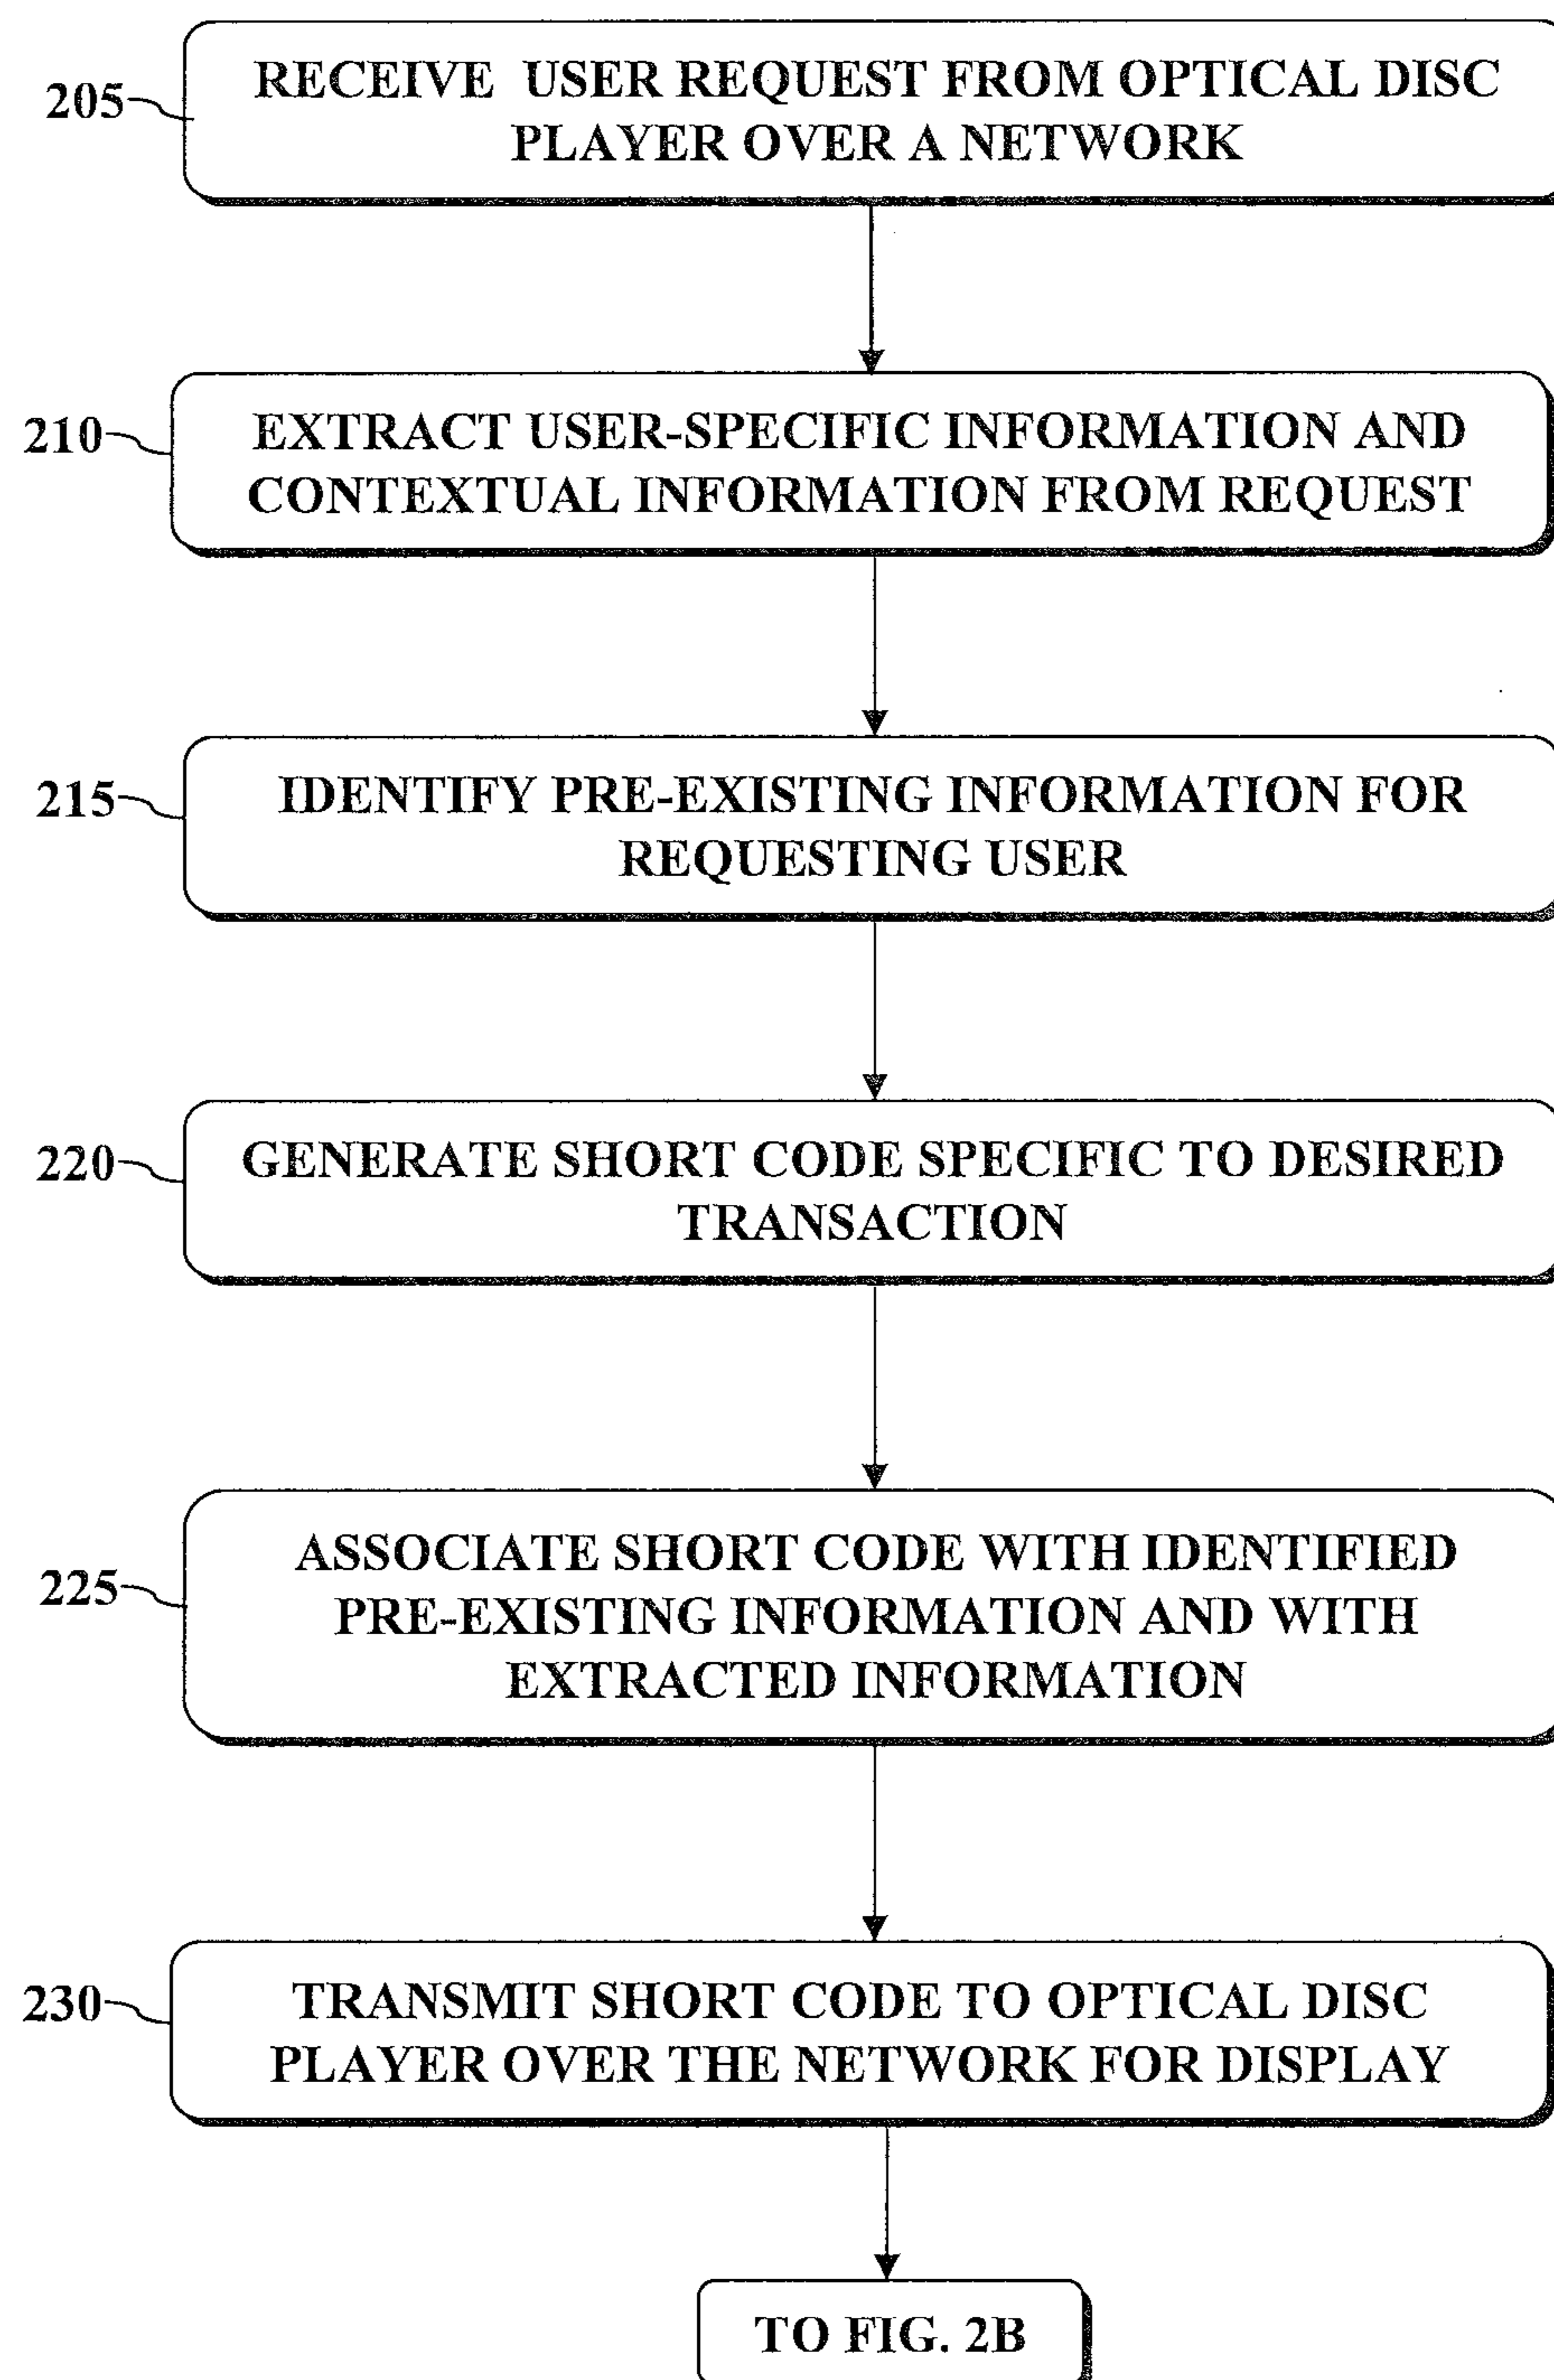 205
RECEIVE USER REQUEST FROM OPTICAL DISC
PLAYER OVER A NETWORK
210
EXTRACT USER-SPECIFIC INFORMATION AND
CONTEXTUAL INFORMATION FROM REQUEST
215
IDENTIFY PRE-EXISTING INFORMATION FOR
REQUESTING USER
220
GENERATE SHORT CODE SPECIFIC TO DESIRED
TRANSACTION
225
ASSOCIATE SHORT CODE WITH IDENTIFIED
PRE-EXISTING INFORMATION AND WITH
EXTRACTED INFORMATION
230
TRANSMIT SHORT CODE TO OPTICAL DISC
PLAYER OVER THE NETWORK FOR DISPLAY
TO FIG. 2B